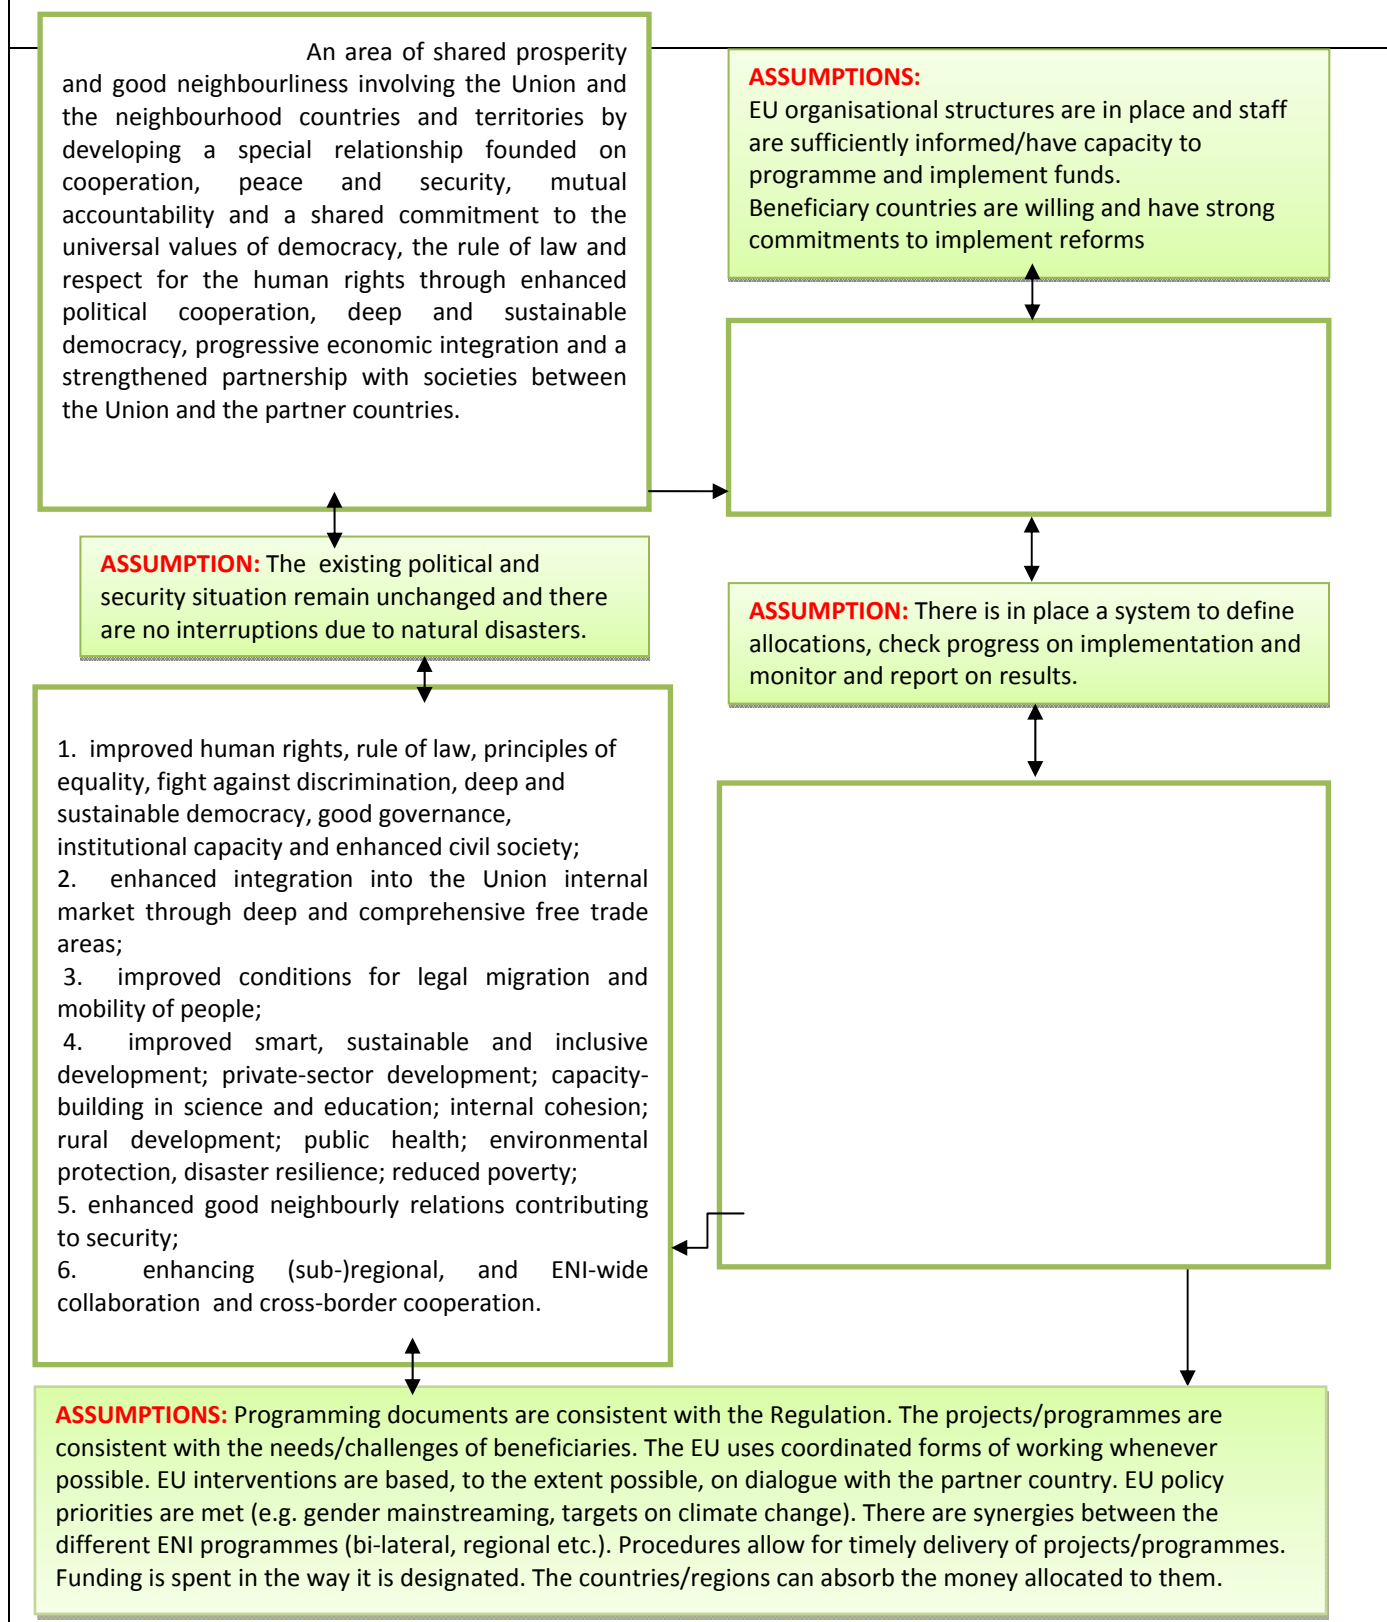 An area of shared prosperity
and good neighbourliness involving the Union and
the neighbourhood countries and territories by
developing a special relationship founded on
cooperation, peace and security, mutual
accountability and a shared commitment to the
universal values of democracy, the rule of law and
respect for the human rights through enhanced
political cooperation, deep and sustainable
democracy, progressive economic integration and a
strengthened partnership with societies between
the Union and the partner countries.
ASSUMPTIONS:
EU organisational structures are in place and staff
are sufficiently informed/have capacity to
programme and implement funds.
Beneficiary countries are willing and have strong
commitments to implement reforms
ASSUMPTION: The existing political and
security situation remain unchanged and there
are no interruptions due to natural disasters.
ASSUMPTION: There is in place a system to define
allocations, check progress on implementation and
monitor and report on results.
1. improved human rights, rule of law, principles of
equality, fight against discrimination, deep and
sustainable democracy, good governance,
institutional capacity and enhanced civil society;
2. enhanced integration into the Union internal
market through deep and comprehensive free trade
areas;
3. improved conditions for legal migration and
mobility of people;
4. improved smart, sustainable and inclusive
development; private-sector development; capacity-
building in science and education; internal cohesion;
rural development; public health; environmental
protection, disaster resilience; reduced poverty;
5. enhanced good neighbourly relations contributing
to security;
6. enhancing (sub-)regional, and ENI-wide
collaboration and cross-border cooperation.
ASSUMPTIONS: Programming documents are consistent with the Regulation. The projects/programmes are
consistent with the needs/challenges of beneficiaries. The EU uses coordinated forms of working whenever
possible. EU interventions are based, to the extent possible, on dialogue with the partner country. EU policy
priorities are met (e.g. gender mainstreaming, targets on climate change). There are synergies between the
different ENI programmes (bi-lateral, regional etc.). Procedures allow for timely delivery of projects/programmes.
Funding is spent in the way it is designated. The countries/regions can absorb the money allocated to them.